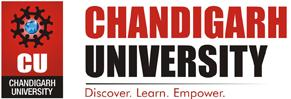 CU
CHANDIGARH
UNIVERSITY
CHANDIGARH
UNIVERSITY
Discover. Learn. Empower.